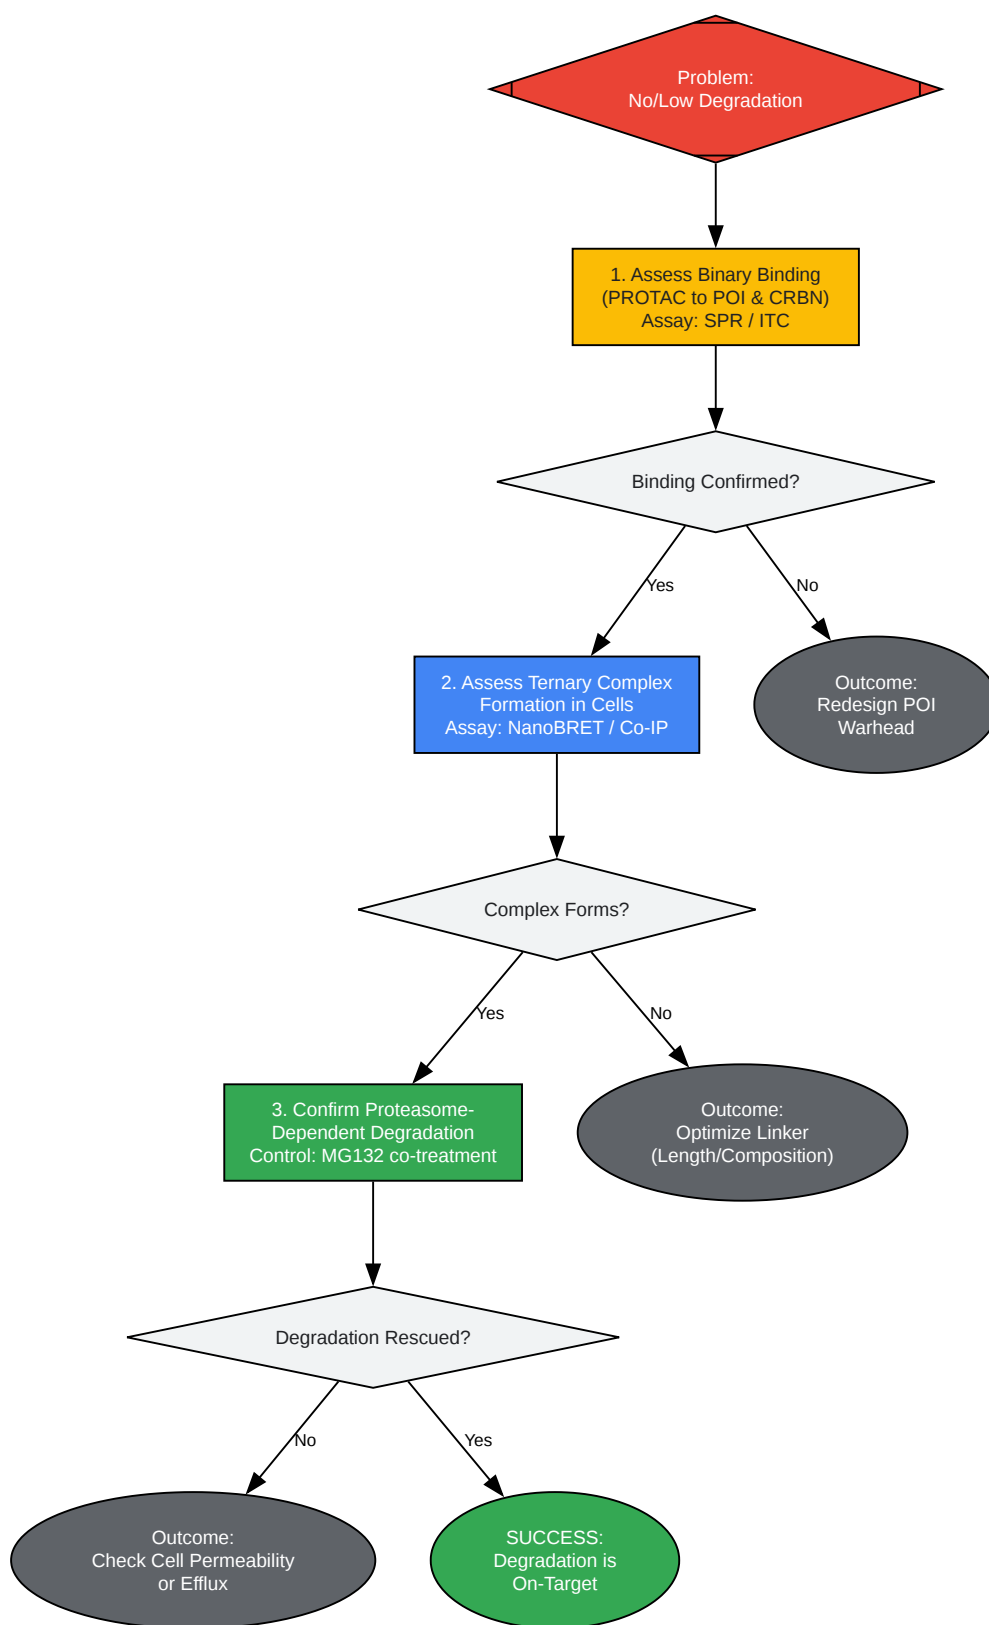 Problem:
No/Low Degradation
1. Assess Binary Binding
(PROTAC to POI & CRBN)
Assay: SPR / ITC
Binding Confirmed?
Yes
No
2. Assess Ternary Complex
Formation in Cells
Assay: NanoBRET / Co-IP
Outcome:
Redesign POI
Warhead
Complex Forms?
Yes
No
3. Confirm Proteasome-
Dependent Degradation
Control: MG132 co-treatment
Outcome:
Optimize Linker
(Length/Composition)
Degradation Rescued?
No
Yes
Outcome:
Check Cell Permeability
or Efflux
SUCCESS:
Degradation is
On-Target